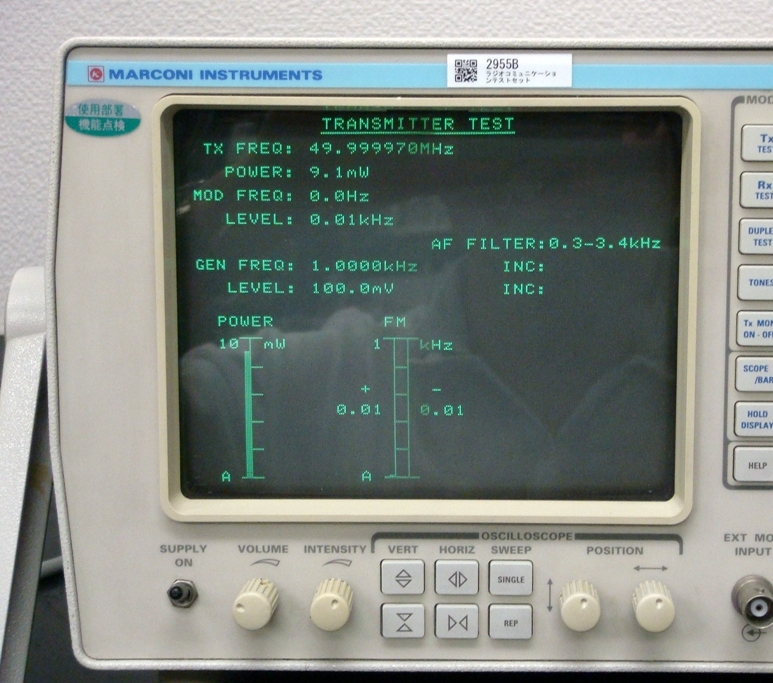 MARCONI INSTRUMENTS
2955B
ラジオコミュニケーショ
ンテストセット
使用部署
機能点検
TRANSMITTER TEST
TX FREQ: 49.999970MHz
POWER: 9.1mW
MOD FREQ: 0.0Hz
LEVEL: 0.01kHz
AF FILTER:0.3-3.4kHz
GEN FREQ: 1.0000kHz INC:
LEVEL: 100.0mV INC:
POWER FM
10 mW 1 kHz
+ -
0.01 0.01
A A
Tx
TEST
Rx
TEST
DUPLEX
TEST
TONES
Tx MON
ON - OFF
SCOPE
/BAR
HOLD
DISPLAY
HELP
OSCILLOSCOPE
SUPPLY
ON
VOLUME
INTENSITY
VERT
HORIZ
SWEEP
POSITION
SINGLE
REP
EXT MO
INPUT